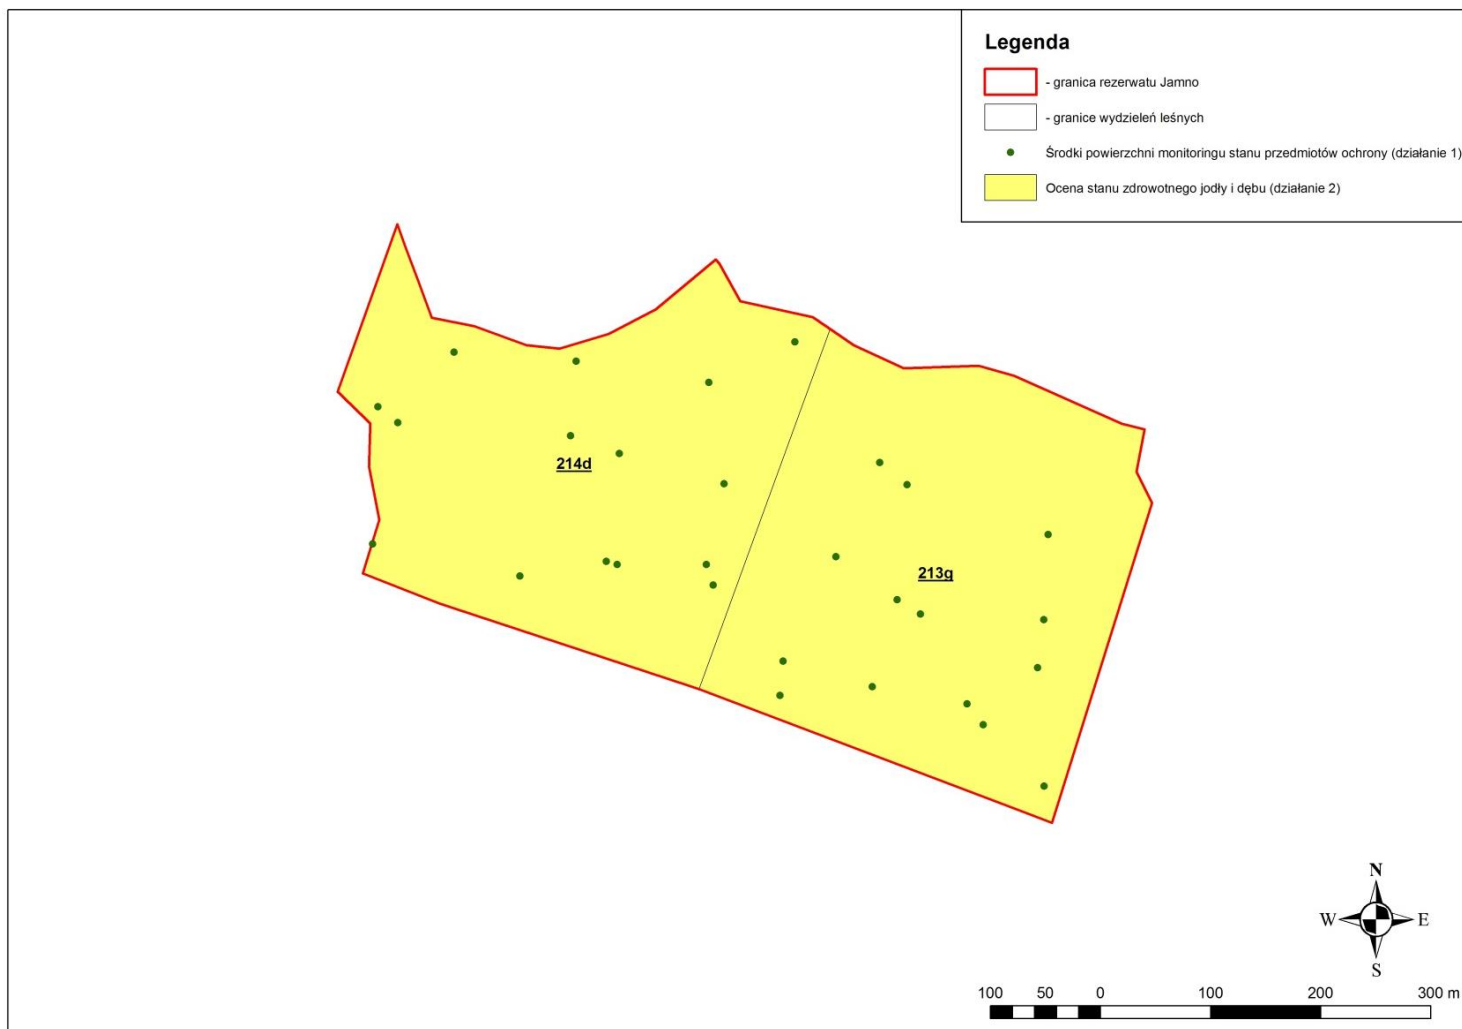 Legenda
- granica rezerwatu Jamno
- granice wydzieleń leśnych
Środki powierzchni monitoringu stanu przedmiotów ochrony (działanie 1)
Ocena stanu zdrowotnego jodły i dębu (działanie 2)
214d
213g
N
W E
S
100 50 0 100 200 300 m